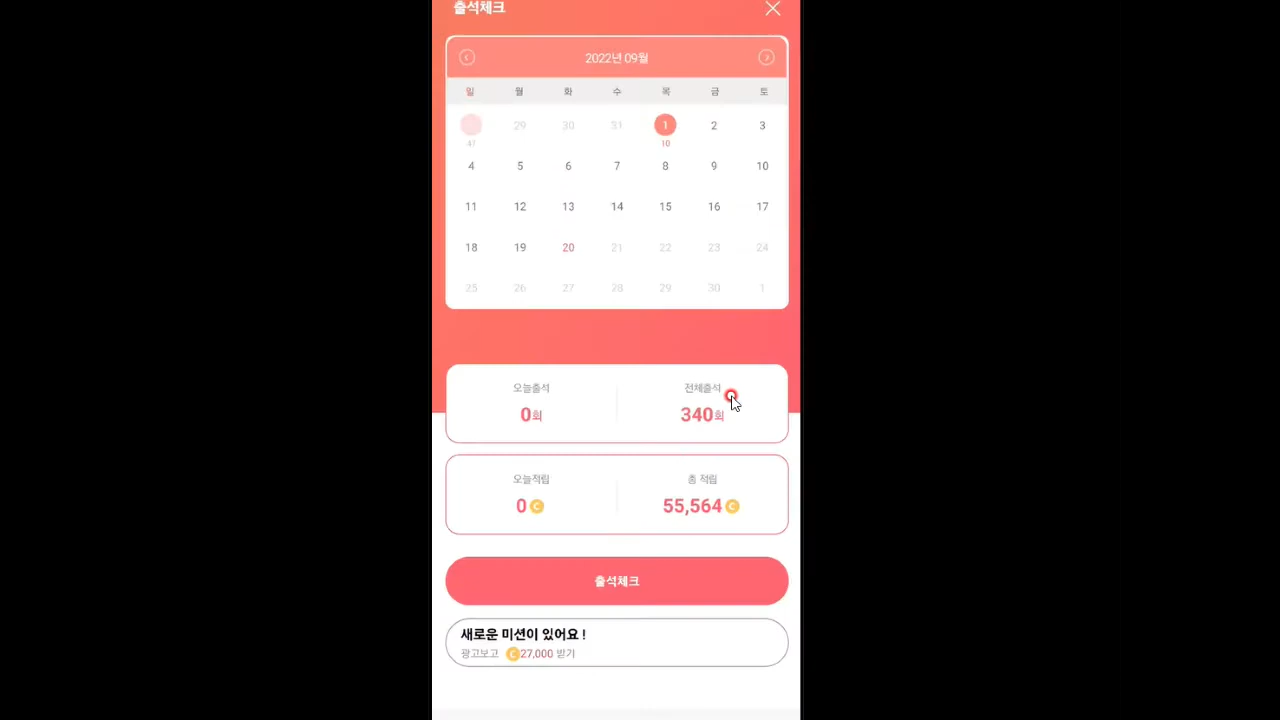 출석체크
2022년 09월
일 월 화 수 목 금 토
29 30 31 1 2 3
41 10
4 5 6 7 8 9 10
11 12 13 14 15 16 17
18 19 20 21 22 23 24
25 26 27 28 29 30 1
오늘출석 전체출석
0회 340회
오늘적립 총 적립
0 C 55,564 C
출석체크
새로운 미션이 있어요 !
광고보고 C 27,000 받기